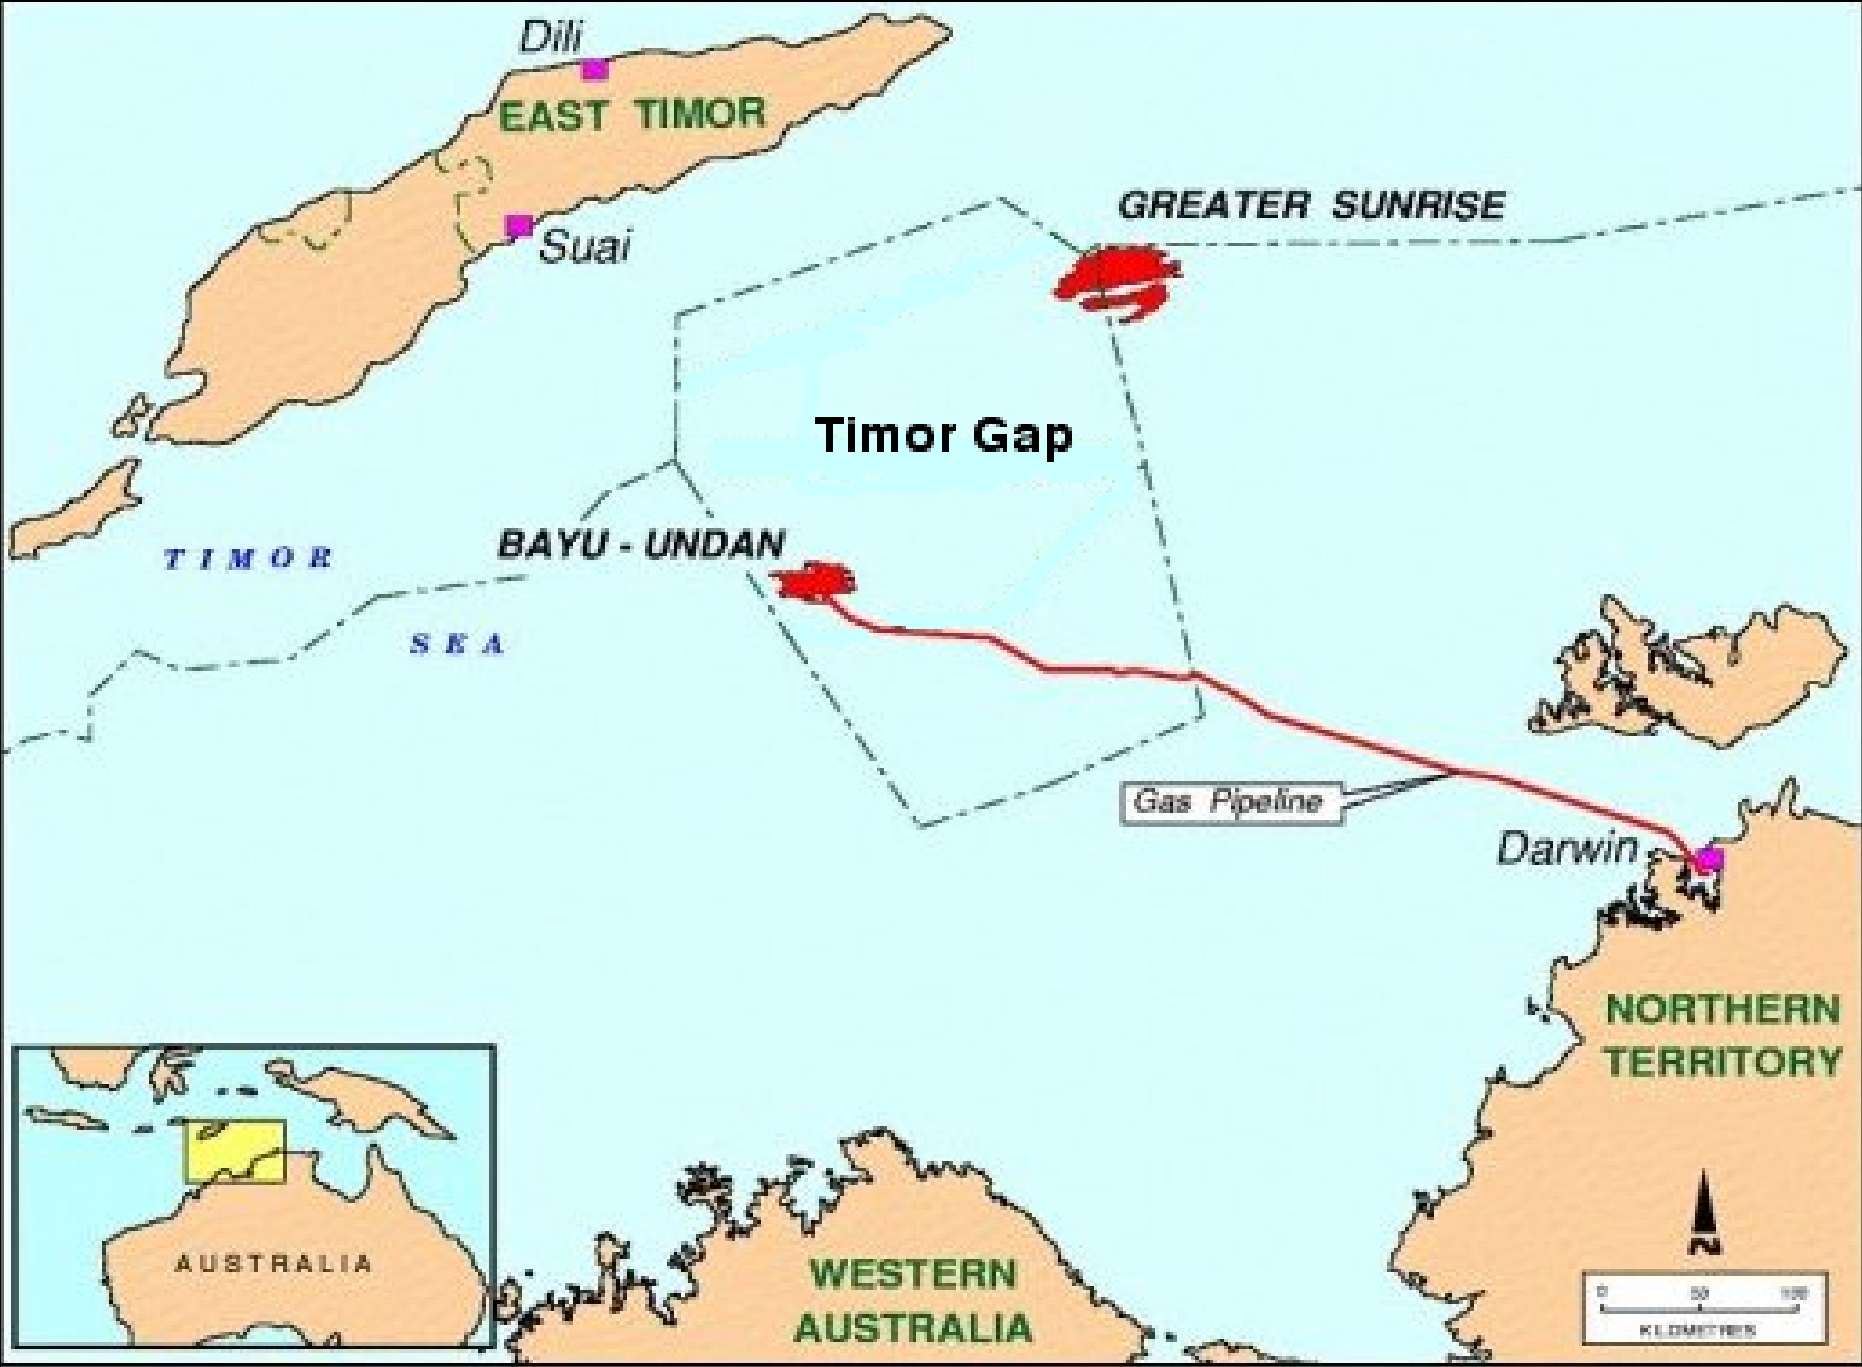 Dili
EAST TIMOR
Suai
GREATER SUNRISE
Timor Gap
BAYU - UNDAN
TIMOR
SEA
Gas Pipeline
Darwin
NORTHERN
TERRITORY
AUSTRALIA
WESTERN
AUSTRALIA
N
0 50 100
KILOMETRES